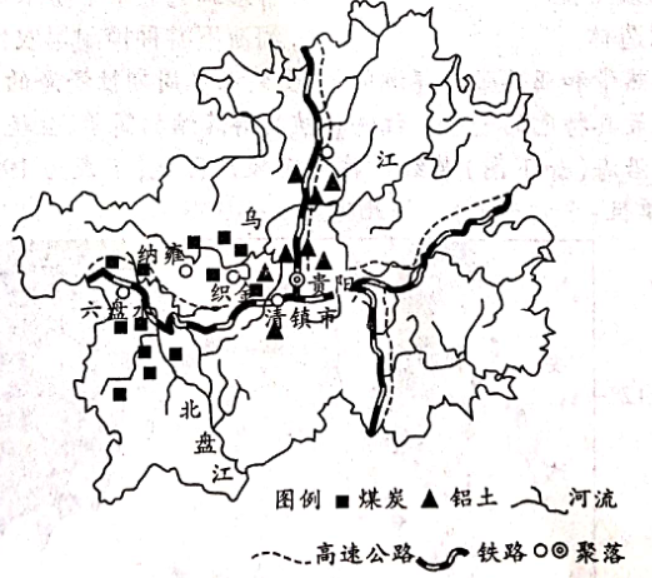 江
乌
纳雍
织金
贵阳
六盘水
清镇市
北
盘
江
图例 煤炭 铝土 河流
高速公路 铁路 聚落